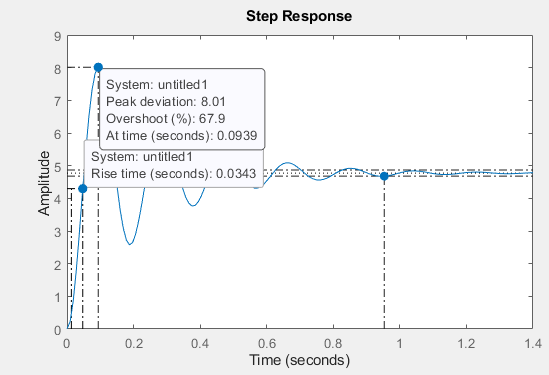 Step Response
9
8
7
6
5
4
3
2
1
0
Amplitude
System: untitled1
Peak deviation: 8.01
Overshoot (%): 67.9
At time (seconds): 0.0939
System: untitled1
Rise time (seconds): 0.0343
0 0.2 0.4 0.6 0.8 1 1.2 1.4
Time (seconds)